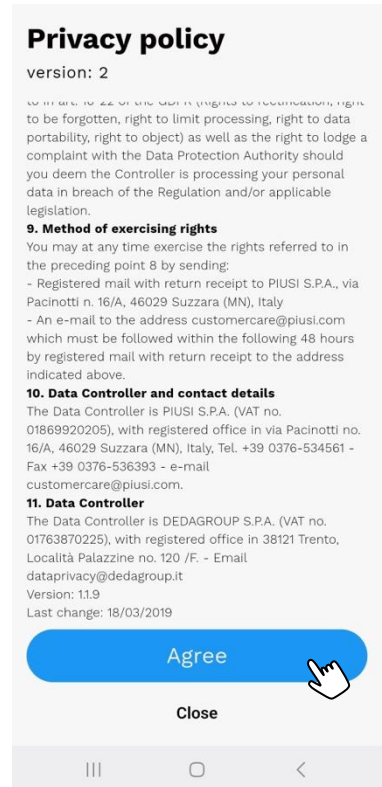 Privacy policy
version: 2
to be forgotten, right to limit processing, right to data
portability, right to object) as well as the right to lodge a
complaint with the Data Protection Authority should
you deem the Controller is processing your personal
data in breach of the Regulation and/or applicable
legislation.
9. Method of exercising rights
You may at any time exercise the rights referred to in
the preceding point 8 by sending:
- Registered mail with return receipt to PIUSI S.P.A., via
Pacinotti n. 16/A, 46029 Suzzara (MN), Italy
- An e-mail to the address customercare@piusi.com
which must be followed within the following 48 hours
by registered mail with return receipt to the address
indicated above.
10. Data Controller and contact details
The Data Controller is PIUSI S.P.A. (VAT no.
01869920205), with registered office in via Pacinotti no.
16/A, 46029 Suzzara (MN), Italy, Tel. +39 0376-534561 -
Fax +39 0376-536393 - e-mail
customercare@piusi.com.
11. Data Controller
The Data Controller is DEDAGROUP S.P.A. (VAT no.
01763870225), with registered office in 38121 Trento,
Località Palazzine no. 120 /F. - Email
dataprivacy@dedagroup.it
Version: 1.1.9
Last change: 18/03/2019
Agree
Close